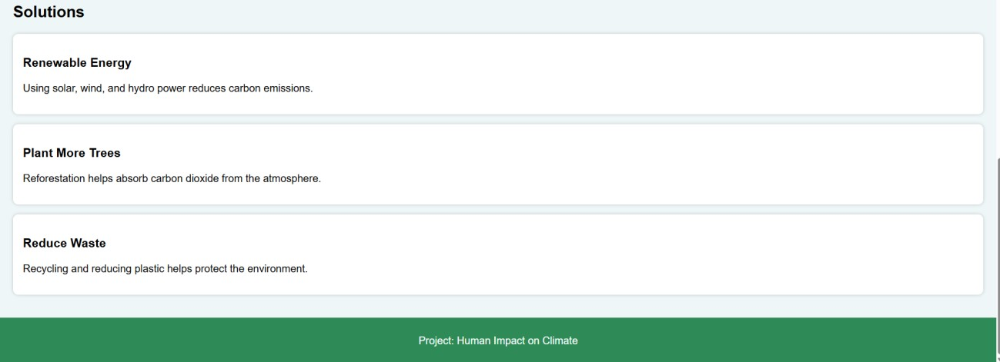 Solutions
Renewable Energy
Using solar, wind, and hydro power reduces carbon emissions.
Plant More Trees
Reforestation helps absorb carbon dioxide from the atmosphere.
Reduce Waste
Recycling and reducing plastic helps protect the environment.
Project: Human Impact on Climate